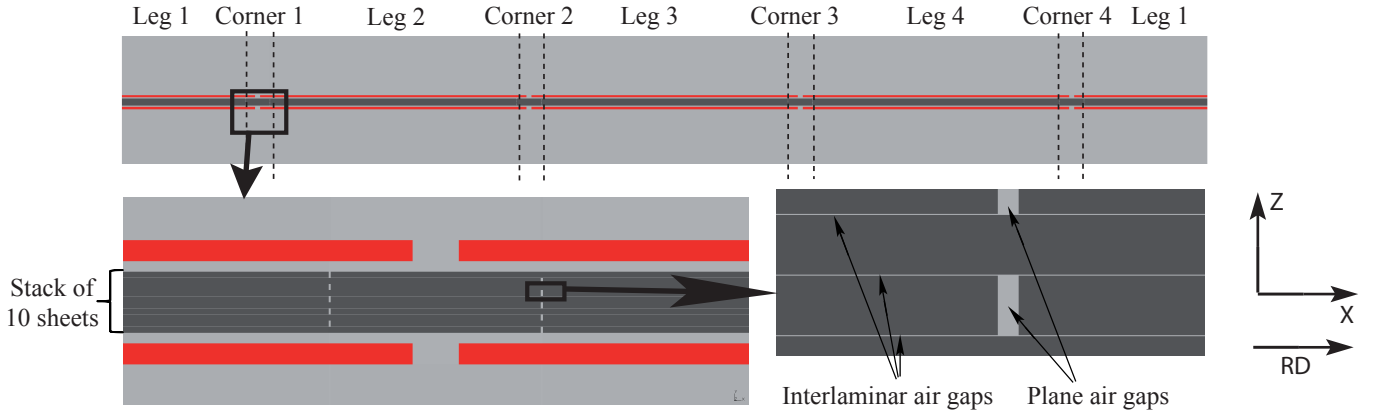 Leg 1 Corner 1 Leg 2 Corner 2 Leg 3 Corner 3 Leg 4 Corner 4 Leg 1
Stack of
10 sheets
Interlaminar air gaps
Plane air gaps
Z
X
RD